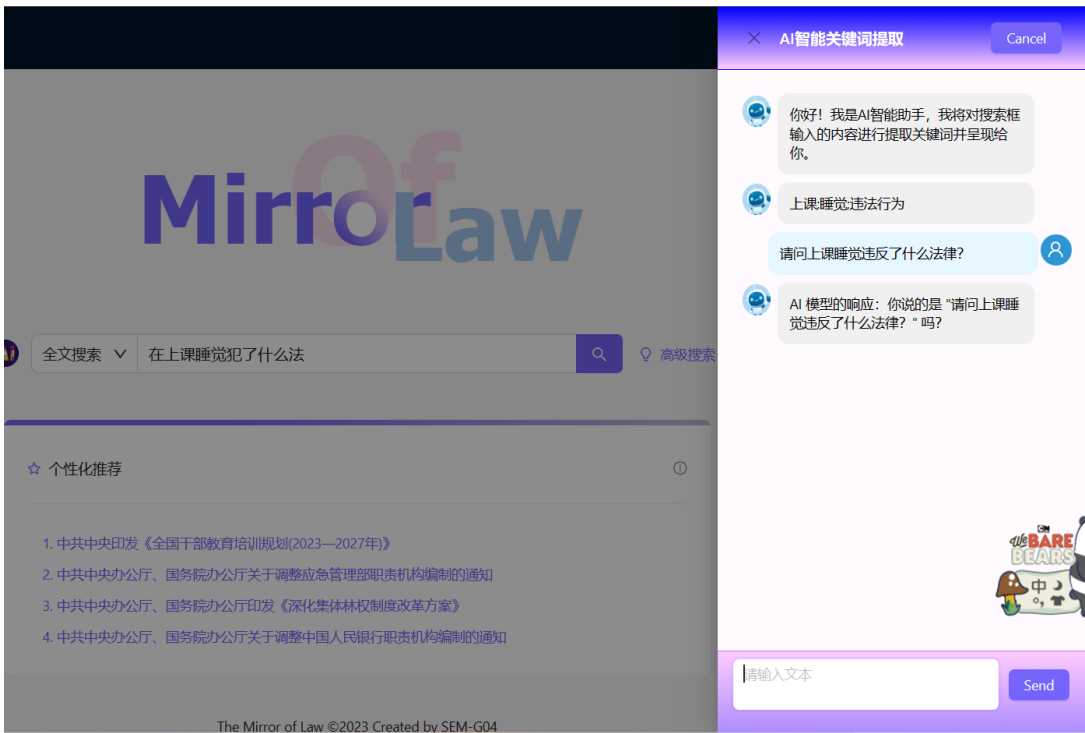 AI智能关键词提取
Cancel
Mirror
Of
Law
你好！我是AI智能助手，我将对搜索框
输入的内容进行提取关键词并呈现给
你。
上课;睡觉;违法行为
请问上课睡觉违反了什么法律?
AI 模型的响应：你说的是 "请问上课睡
觉违反了什么法律? " 吗?
全文搜索
在上课睡觉犯了什么法
高级搜索
个性化推荐
1. 中共中央印发《全国干部教育培训规划(2023—2027年)》
2. 中共中央办公厅、国务院办公厅关于调整应急管理部职责机构编制的通知
3. 中共中央办公厅、国务院办公厅印发《深化集体林权制度改革方案》
4. 中共中央办公厅、国务院办公厅关于调整中国人民银行职责机构编制的通知
CN
We BARE
BEARS
中
请输入文本
Send
The Mirror of Law ©2023 Created by SEM-G04